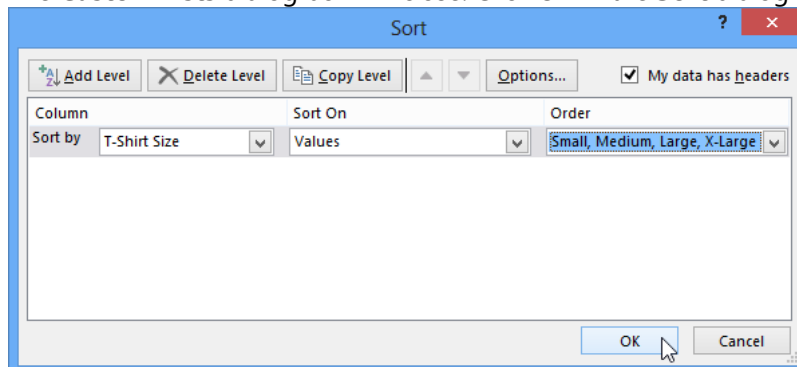 Sort ?
Add Level Delete Level Copy Level Options... My data has headers
Column Sort On Order
Sort by T-Shirt Size Values Small, Medium, Large, X-Large
OK Cancel